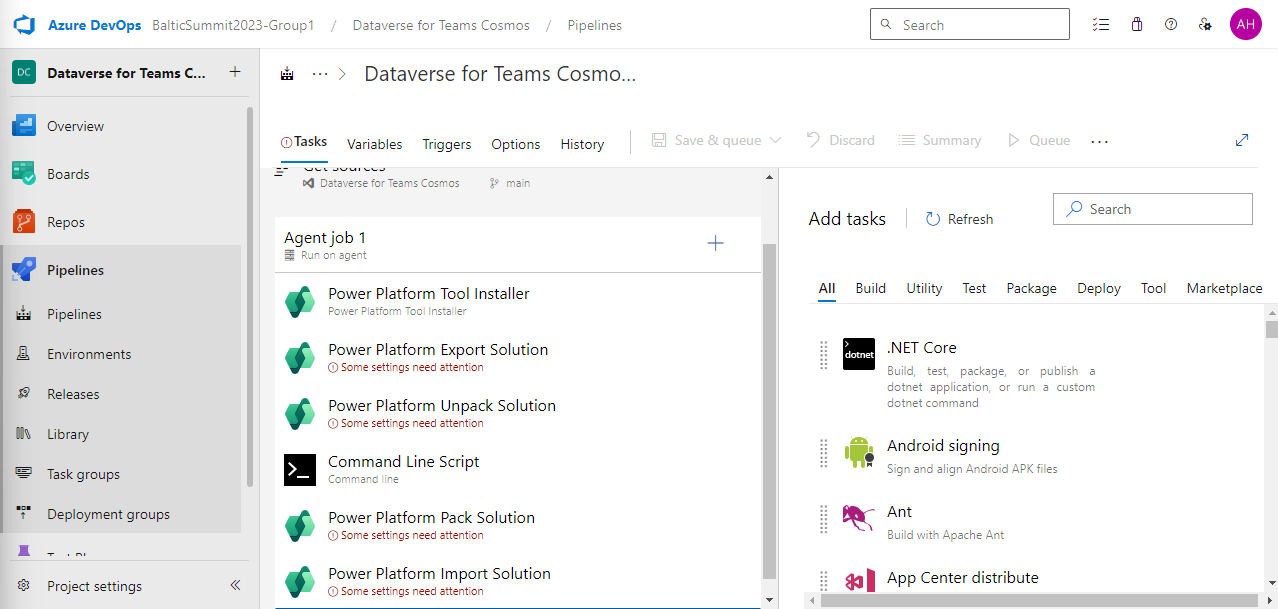 Azure DevOps BalticSummit2023-Group1 / Dataverse for Teams Cosmos / Pipelines
Search
AH
DC Dataverse for Teams C... +
Overview
Boards
Repos
Pipelines
Pipelines
Environments
Releases
Library
Task groups
Deployment groups
Project settings
... > Dataverse for Teams Cosmo...
Tasks Variables Triggers Options History
Save & queue Discard Summary Queue ...
Get sources
Dataverse for Teams Cosmos main
Agent job 1
Run on agent
Power Platform Tool Installer
Power Platform Tool Installer
Power Platform Export Solution
Some settings need attention
Power Platform Unpack Solution
Some settings need attention
Command Line Script
Command line
Power Platform Pack Solution
Some settings need attention
Power Platform Import Solution
Some settings need attention
Add tasks
Refresh
Search
All Build Utility Test Package Deploy Tool Marketplace
dotnet
.NET Core
Build, test, package, or publish a
dotnet application, or run a custom
dotnet command
Android signing
Sign and align Android APK files
Ant
Build with Apache Ant
App Center distribute